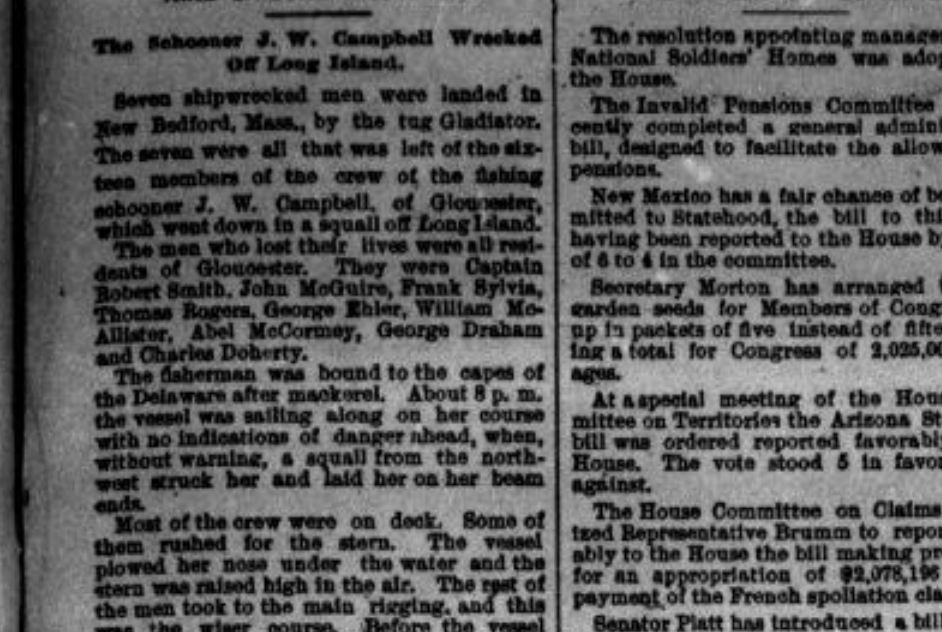 The Schooner J. W. Campbell Wrecked
Off Long Island.
Seven shipwrecked men were landed in
New Bedford, Mass., by the tug Gladiator.
The seven were all that was left of the six-
teen members of the crew of the fishing
schooner J. W. Campbell, of Gloucester,
which went down in a squall off Long Island.
The men who lost their lives were all resi-
dents of Gloucester. They were Captain
Robert Smith, John McGuire, Frank Sylvia,
Thomas Rogers, George Ehler, William Mc-
Allister, Abel McCormey, George Draham
and Charles Doherty.
The fisherman was bound to the capes of
the Delaware after mackerel. About 8 p. m.
the vessel was sailing along on her course
with no indications of danger ahead, when,
without warning, a squall from the north-
west struck her and laid her on her beam
ends.
Most of the crew were on deck. Some of
them rushed for the stern. The vessel
plowed her nose under the water and the
stern was raised high in the air. The rest of
the men took to the main rigging, and this
was the wiser course. Before the vessel
The resolution appointing manage
National Soldiers' Homes was ado
the House.
The Invalid Pensions Committee
cently completed a general admin
bill, designed to facilitate the allow
pensions.
New Mexico has a fair chance of b
mitted to Statehood, the bill to thi
having been reported to the House b
of 6 to 4 in the committee.
Secretary Morton has arranged
garden seeds for Members of Cong
up in packets of five instead of fifte
ing a total for Congress of 2,025,00
ages.
At a special meeting of the Hou
mittee on Territories the Arizona St
bill was ordered reported favorabl
House. The vote stood 5 in favo
against.
The House Committee on Claims
ized Representative Brumm to repor
ably to the House the bill making pr
for an appropriation of $2,078,196
payment of the French spoliation cla
Senator Platt has introduced a bill